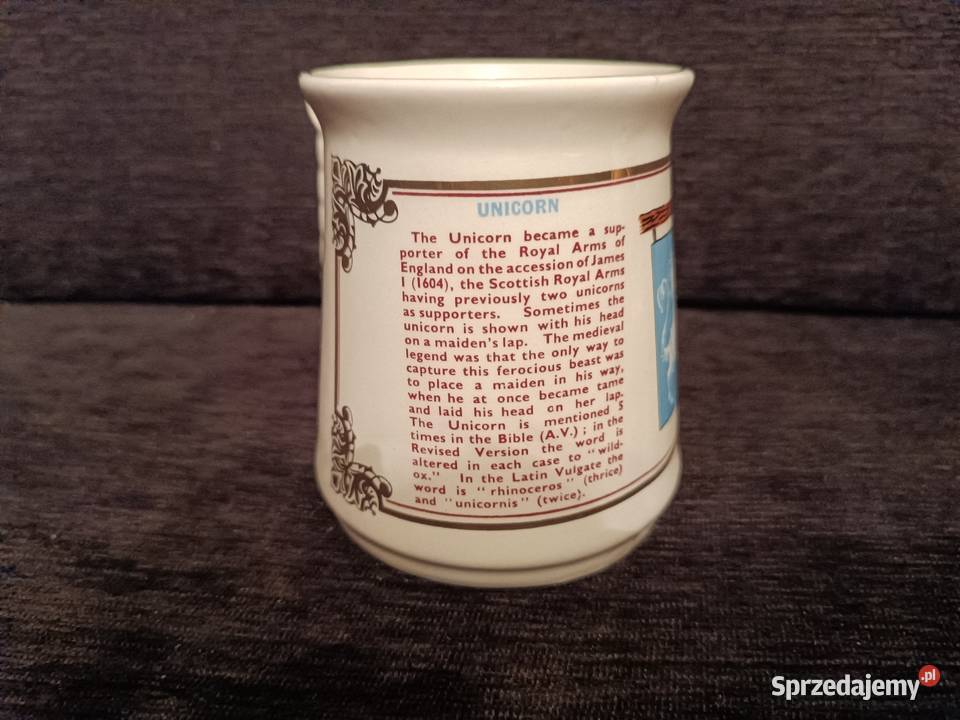 UNICORN
The Unicorn became a sup-
porter of the Royal Arms of
England on the accession of James
I (1604), the Scottish Royal Arms
having previously two unicorns
as supporters. Sometimes the
unicorn is shown with his head
on a maiden's lap. The medieval
legend was that the only way to
capture this ferocious beast was
to place a maiden in his way,
when he at once became tame
and laid his head on her lap.
The Unicorn is mentioned 5
times in the Bible (A.V.) ; in the
Revised Version the word is
altered in each case to "wild-
ox." In the Latin Vulgate the
word is "rhinoceros" (thrice)
and "unicornis" (twice).
Sprzedajemy.pl